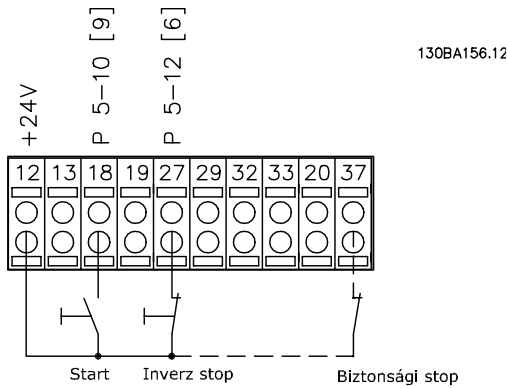 +24V
P 5-10 [9]
P 5-12 [6]
130BA156.12
12 13 18 19 27 29 32 33 20 37
Start Inverz stop Biztonsági stop